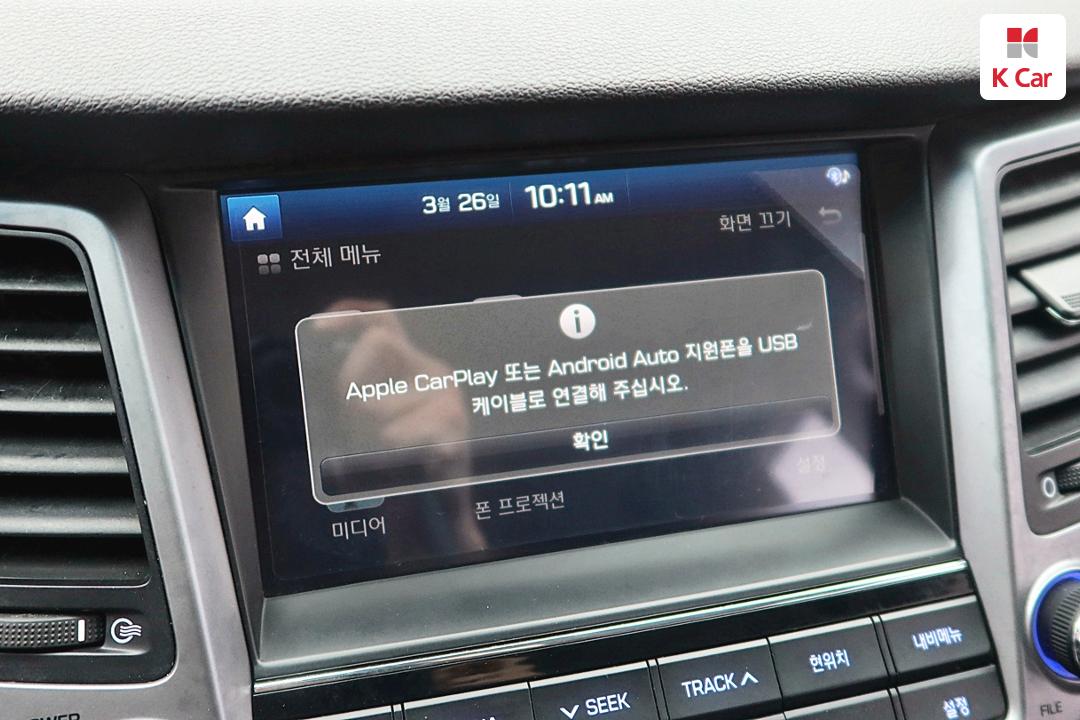 K Car
3월 26일 10:11 AM
화면 끄기
전체 메뉴
i
Apple CarPlay 또는 Android Auto 지원폰을 USB
케이블로 연결해 주십시오.
확인
설정
미디어 폰 프로젝션
내비메뉴
현위치
TRACK
SEEK
설정
POWER
FILE
0